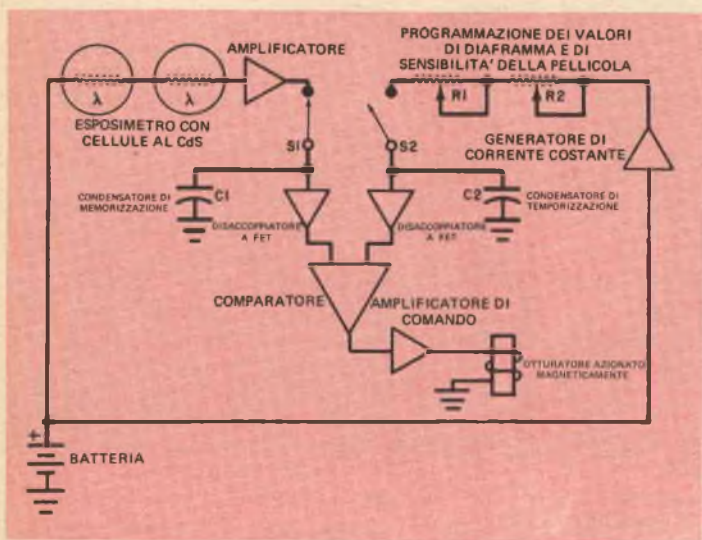 AMPLIFICATORE
PROGRAMMAZIONE DEI VALORI
DI DIAFRAMMA E DI
SENSIBILITA' DELLA PELLICOLA
λ
λ
R1
R2
ESPOSIMETRO CON
CELLULE AL CdS
S1
S2
GENERATORE DI
CORRENTE COSTANTE
CONDENSATORE DI
MEMORIZZAZIONE
C1
C2
CONDENSATORE DI
TEMPORIZZAZIONE
DISACCOPPIATORE
A FET
DISACCOPPIATORE
A FET
COMPARATORE
AMPLIFICATORE DI
COMANDO
OTTURATORE AZIONATO
MAGNETICAMENTE
+
BATTERIA